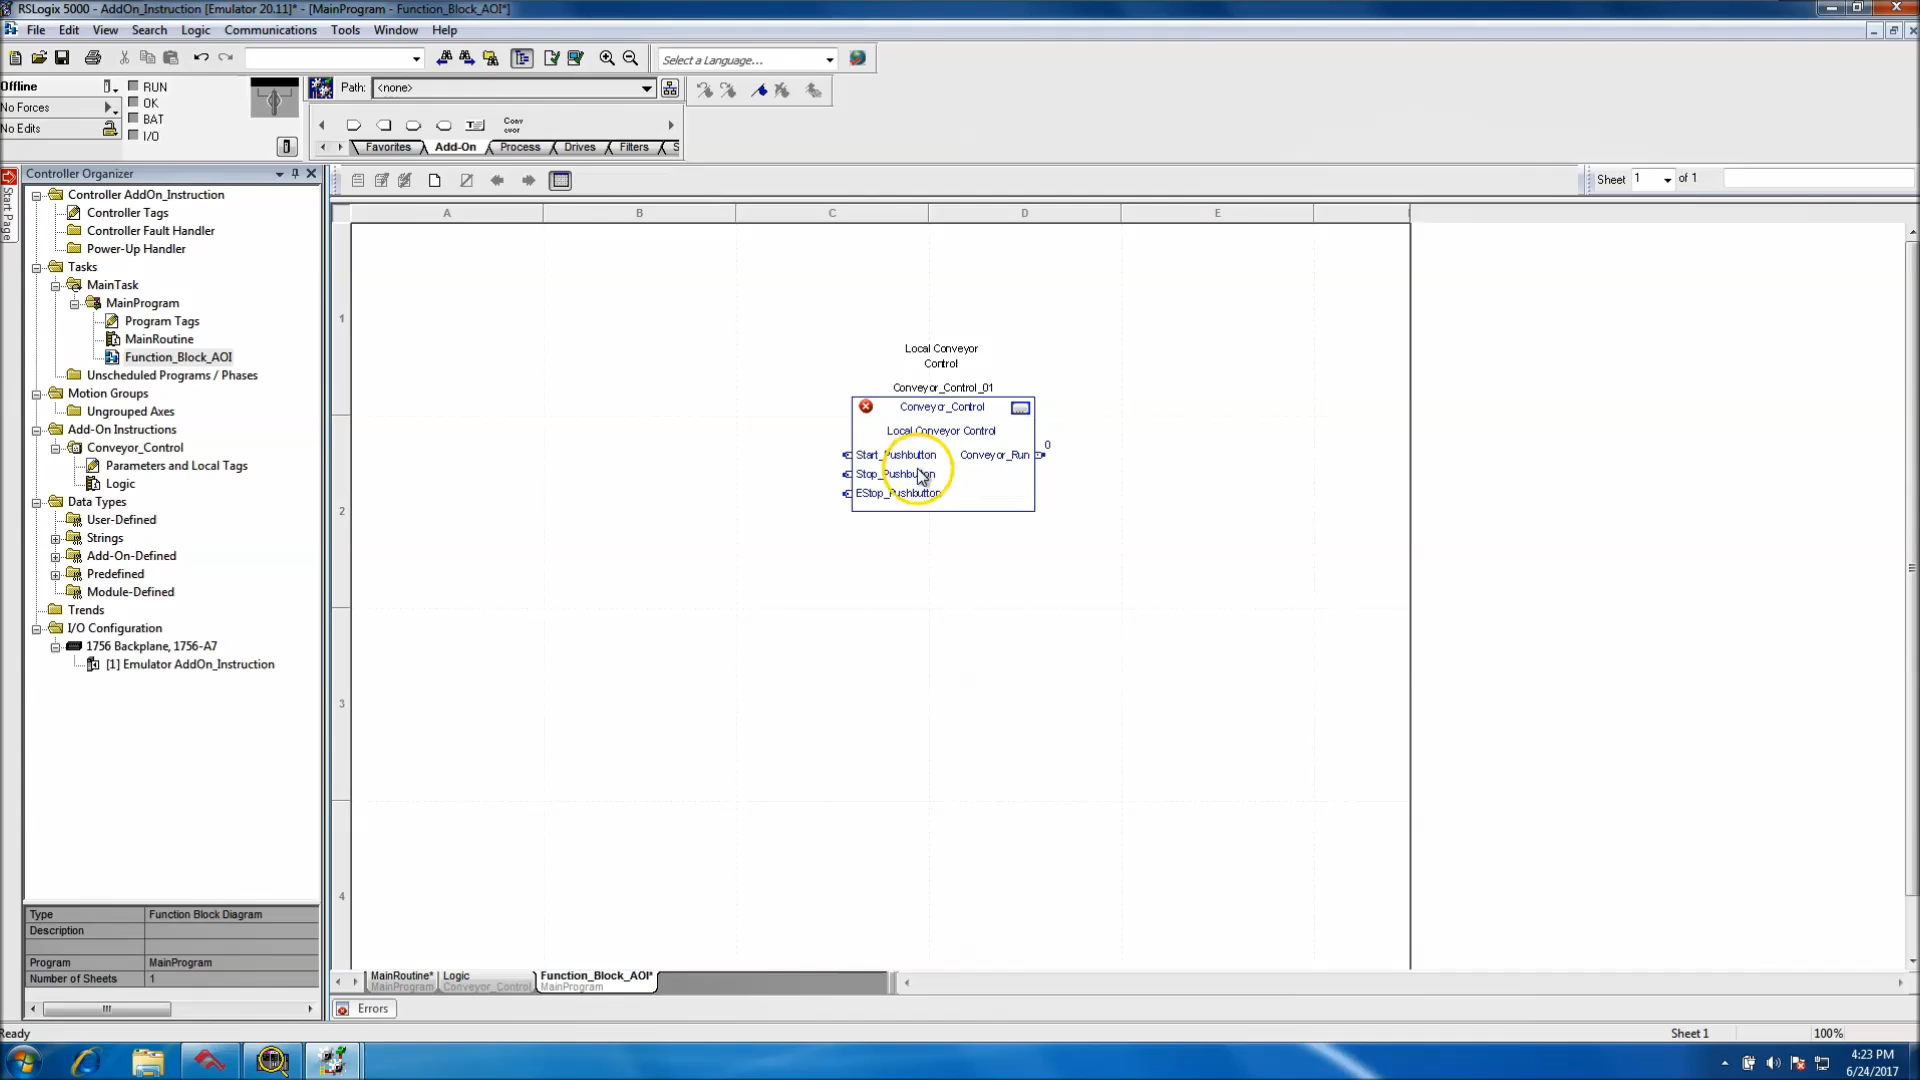 RSLogix 5000 - AddOn_Instruction [Emulator 20.11]* - [MainProgram - Function_Block_AOI*]
File Edit View Search Logic Communications Tools Window Help
Select a Language...
Offline RUN
No Forces OK
No Edits BAT
I/O
Path: <none>
Conv
eyor
Favorites Add-On Process Drives Filters S
Start Page
Controller Organizer
Controller AddOn_Instruction
Controller Tags
Controller Fault Handler
Power-Up Handler
Tasks
MainTask
MainProgram
Program Tags
MainRoutine
Function_Block_AOI
Unscheduled Programs / Phases
Motion Groups
Ungrouped Axes
Add-On Instructions
Conveyor_Control
Parameters and Local Tags
Logic
Data Types
User-Defined
Strings
Add-On-Defined
Predefined
Module-Defined
Trends
I/O Configuration
1756 Backplane, 1756-A7
[1] Emulator AddOn_Instruction
Type Function Block Diagram
Description
Program MainProgram
Number of Sheets 1
Sheet 1 of 1
A B C D E
1
2
3
4
Local Conveyor
Control
Conveyor_Control_01
Conveyor_Control ...
Local Conveyor Control
Start_Pushbutton Conveyor_Run 0
Stop_Pushbutton
EStop_Pushbutton
MainRoutine* Logic Function_Block_AOI*
MainProgram Conveyor_Control MainProgram
Errors
Ready Sheet 1 100%
4:23 PM
6/24/2017